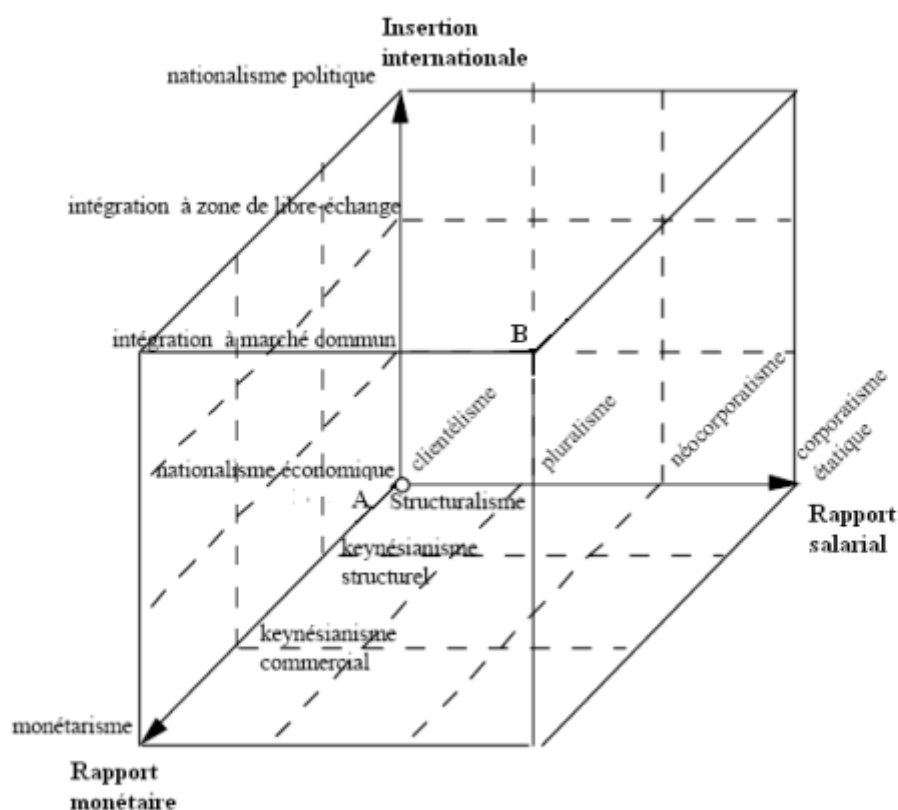 Insertion
internationale
nationalisme politique
intégration à zone de libre-échange
intégration à marché commun
B
clientélisme
pluralisme
néocorporatisme
corporatisme
étatique
nationalisme économique
A
Structuralisme
Rapport
salarial
keynésianisme
structurel
keynésianisme
commercial
monétarisme
Rapport
monétaire